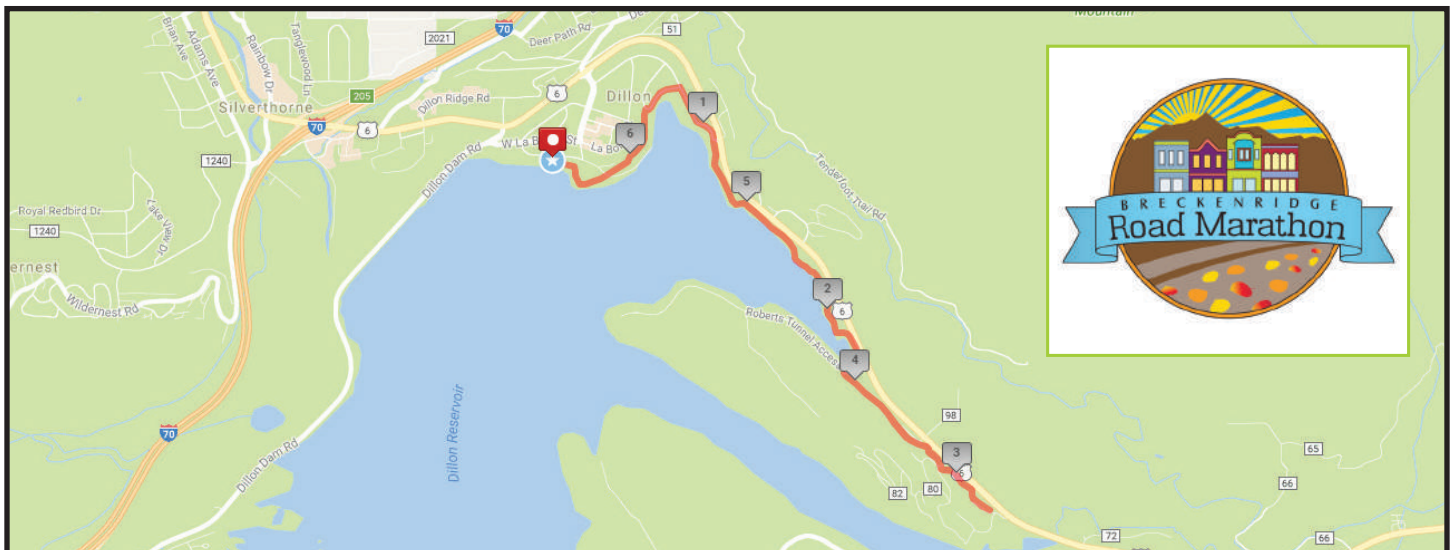 Mountain
70
51
Deer Path Rd
2021
Brian Ave
Adams Ave
Rainbow Dr
Tanglewood Ln
205
Dillon Ridge Rd
6
Dillon
1
Silverthorne
70
6
6
W La B
St
La Bo
1240
Dillon Dam Rd
Tenderfoot Trail Rd
5
Royal Redbird Dr
Lake View Dr
1240
ernest
Wildernest Rd
2
6
Roberts Tunnel Access
4
BRECKENRIDGE
Road Marathon
Dillon Reservoir
98
70
3
6
Dillon Dam Rd
82
80
65
66
72
66